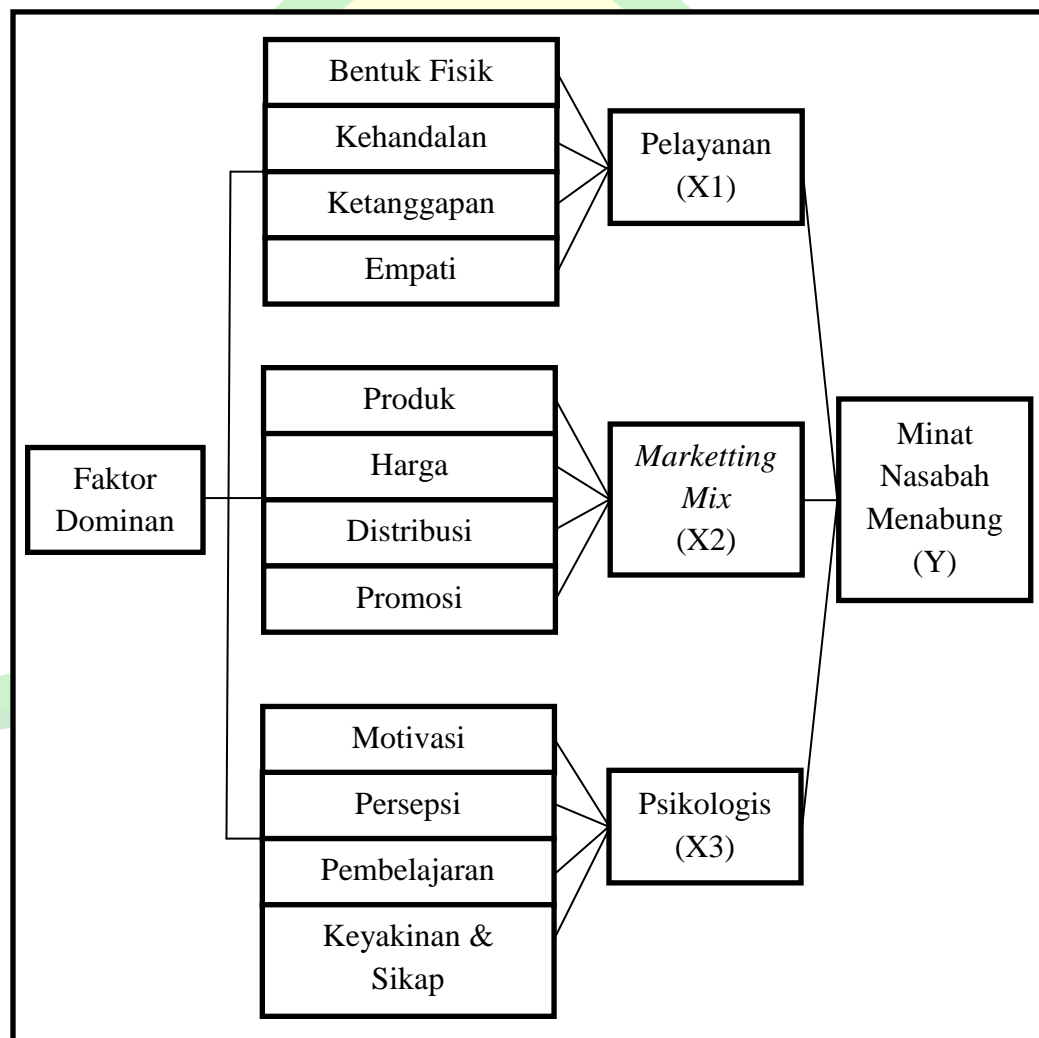 Faktor
Dominan
Bentuk Fisik
Kehandalan
Ketanggapan
Empati
Pelayanan
(X1)
Produk
Harga
Distribusi
Promosi
Marketting
Mix
(X2)
Motivasi
Persepsi
Pembelajaran
Keyakinan &
Sikap
Psikologis
(X3)
Minat
Nasabah
Menabung
(Y)